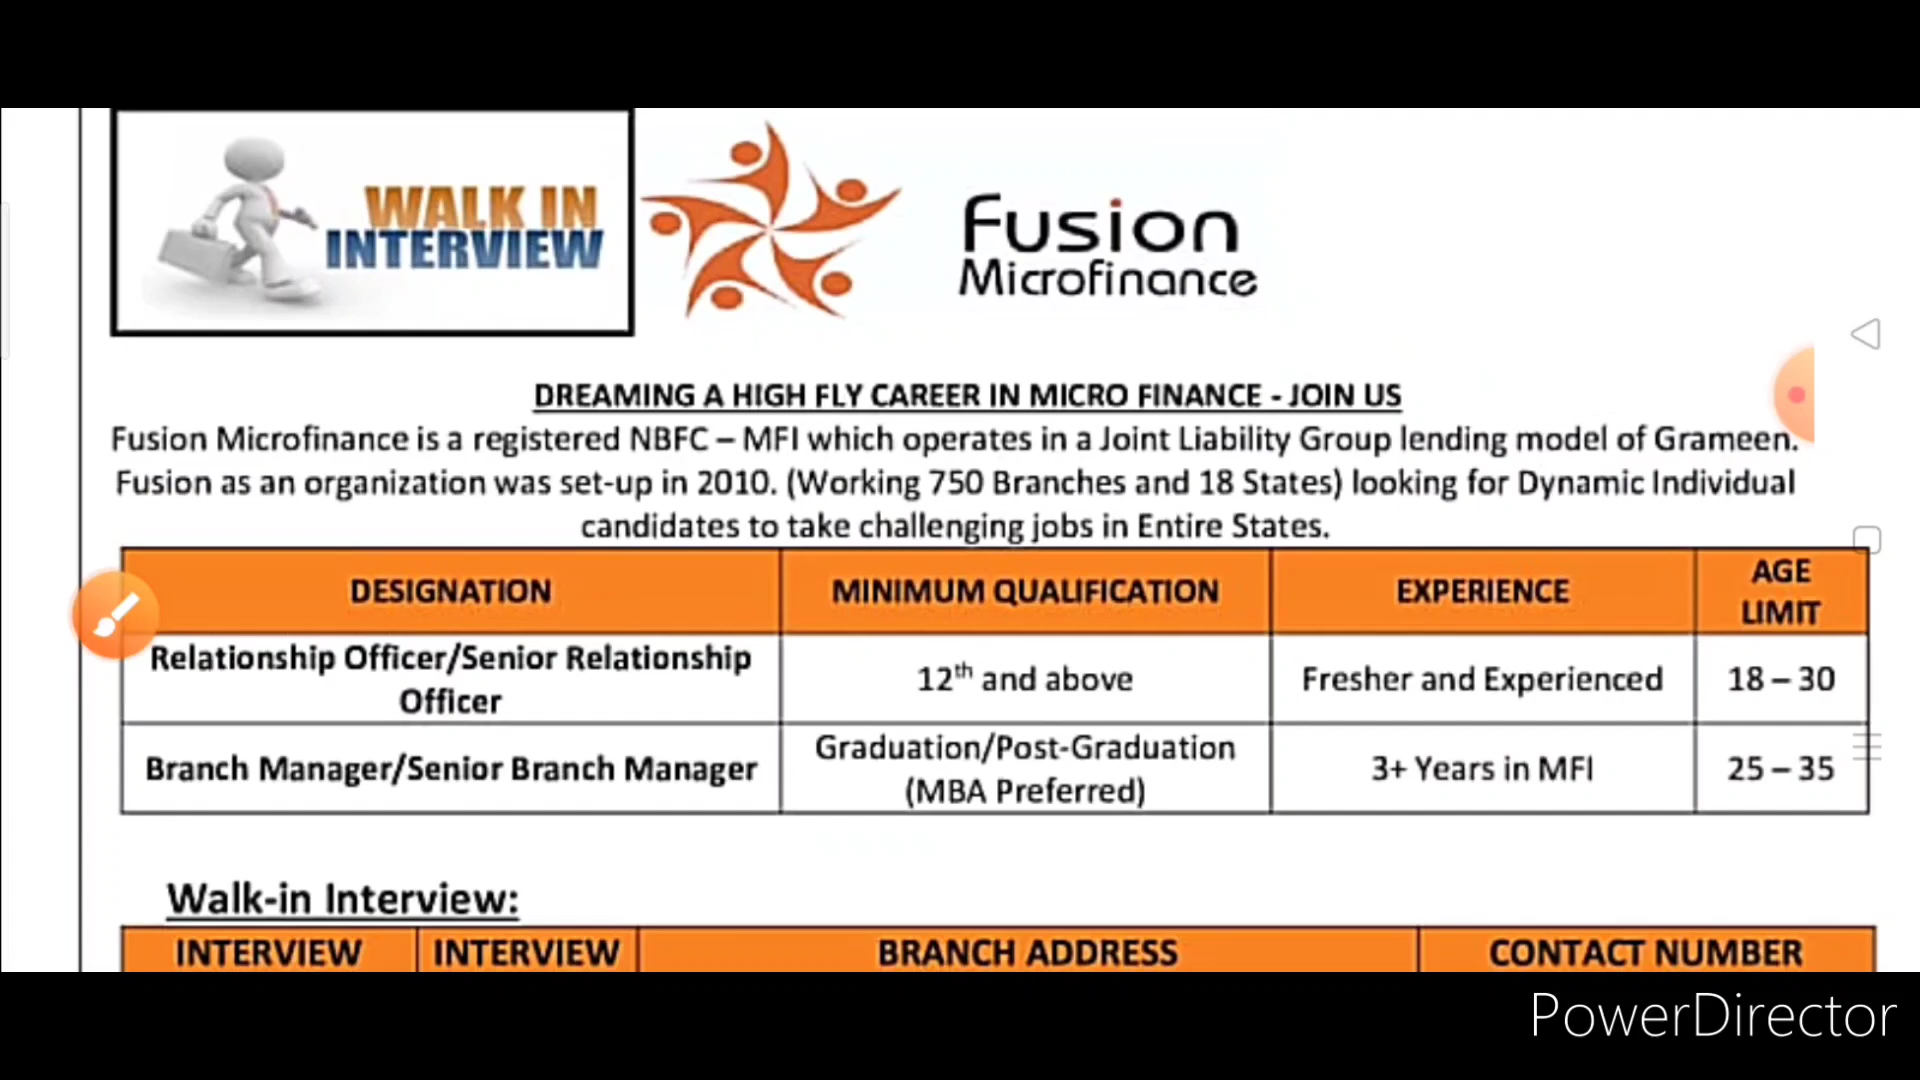 WALK IN
INTERVIEW
Fusion
Microfinance
DREAMING A HIGH FLY CAREER IN MICRO FINANCE - JOIN US
Fusion Microfinance is a registered NBFC – MFI which operates in a Joint Liability Group lending model of Grameen.
Fusion as an organization was set-up in 2010. (Working 750 Branches and 18 States) looking for Dynamic Individual
candidates to take challenging jobs in Entire States.
DESIGNATION MINIMUM QUALIFICATION EXPERIENCE AGE LIMIT
Relationship Officer/Senior Relationship Officer 12th and above Fresher and Experienced 18 – 30
Branch Manager/Senior Branch Manager Graduation/Post-Graduation (MBA Preferred) 3+ Years in MFI 25 – 35
Walk-in Interview:
INTERVIEW INTERVIEW BRANCH ADDRESS CONTACT NUMBER
PowerDirector